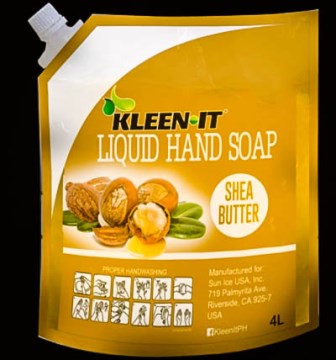 KLEEN-IT
LIQUID HAND SOAP
SHEA
BUTTER
PROPER HANDWASHING
Manufactured for:
Sun Ice USA, Inc.
719 Palmyrita Ave.
Riverside, CA 925-7
USA
KleenitPH
4L